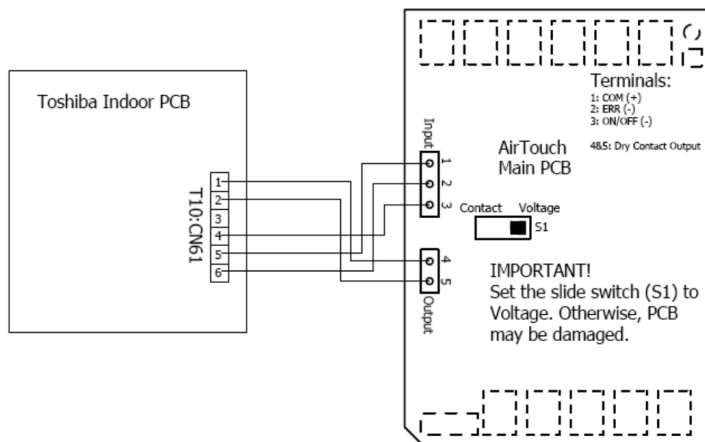 Toshiba Indoor PCB
T10:CN61
1
2
3
4
5
6
Input
1
2
3
4
5
Output
Terminals:
1: COM (+)
2: ERR (-)
3: ON/OFF (-)
4&5: Dry Contact Output
AirTouch
Main PCB
Contact Voltage
S1
IMPORTANT!
Set the slide switch (S1) to
Voltage. Otherwise, PCB
may be damaged.